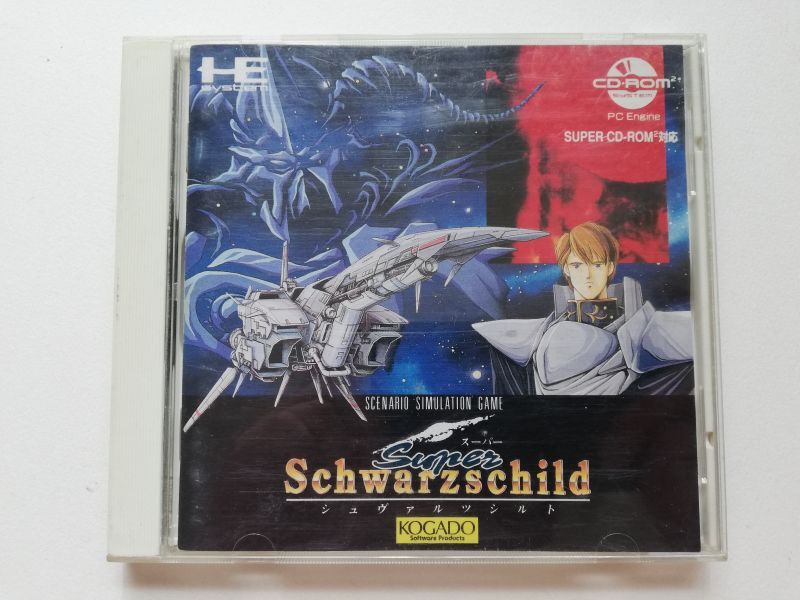 HE
system
CD-ROM²
SYSTEM
PC Engine
SUPER CD-ROM²対応
SCENARIO SIMULATION GAME
スーパー
Super
Schwarzschild
シュヴァルツシルト
KOGADO
Software Products